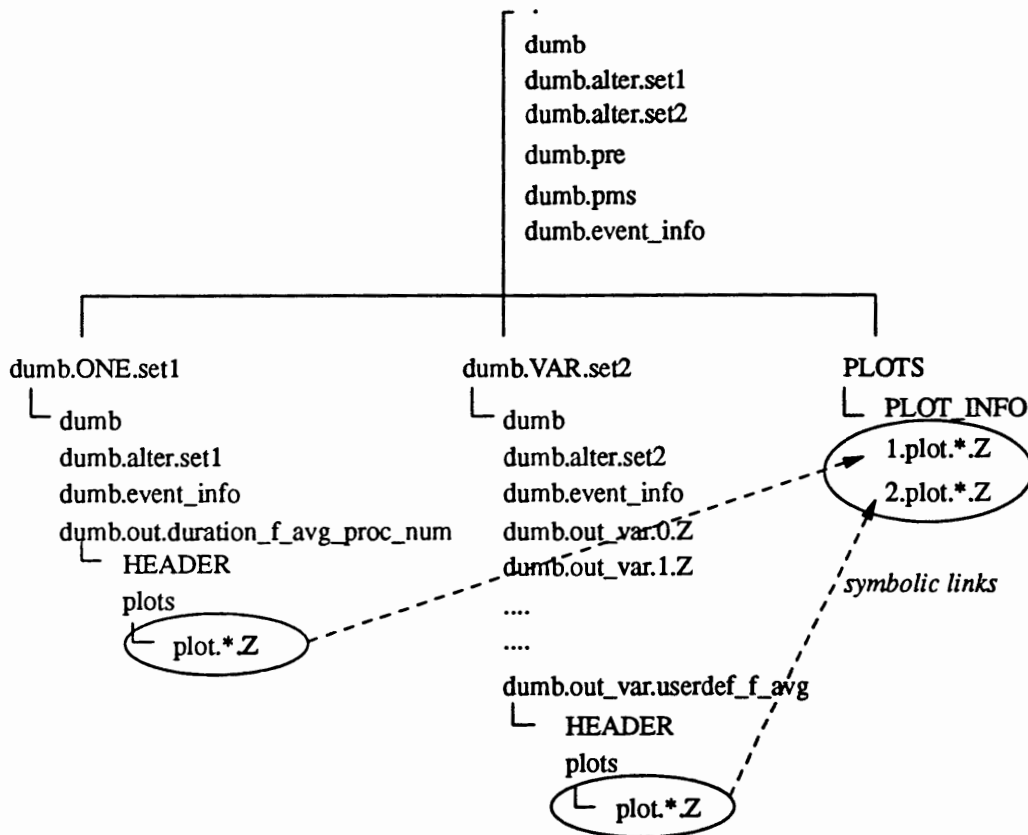 .
dumb
dumb.alter.set1
dumb.alter.set2
dumb.pre
dumb.pms
dumb.event_info
dumb.ONE.set1
dumb
dumb.alter.set1
dumb.event_info
dumb.out.duration_f_avg_proc_num
HEADER
plots
plot.*.Z
dumb.VAR.set2
dumb
dumb.alter.set2
dumb.event_info
dumb.out_var.0.Z
dumb.out_var.1.Z
....
....
dumb.out_var.userdef_f_avg
HEADER
plots
plot.*.Z
PLOTS
PLOT_INFO
1.plot.*.Z
2.plot.*.Z
symbolic links